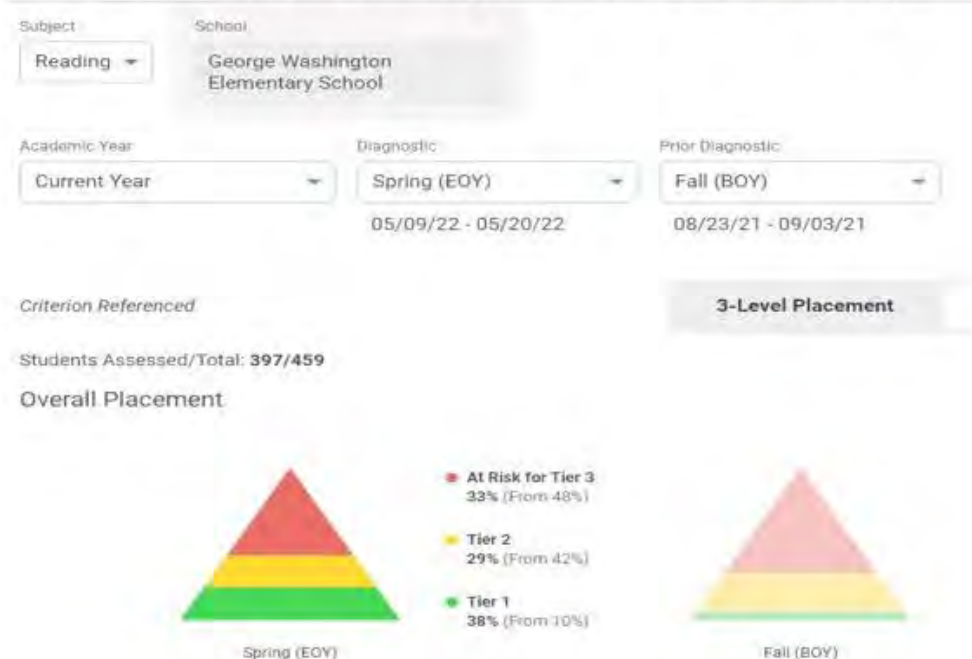 Subject
School
Reading
George Washington
Elementary School
Academic Year
Diagnostic
Prior Diagnostic
Current Year
Spring (EOY)
Fall (BOY)
05/09/22 - 05/20/22
08/23/21 - 09/03/21
Criterion Referenced
3-Level Placement
Students Assessed/Total: 397/459
Overall Placement
At Risk for Tier 3
33% (From 48%)
Tier 2
29% (From 42%)
Tier 1
38% (From 10%)
Spring (EOY)
Fall (BOY)